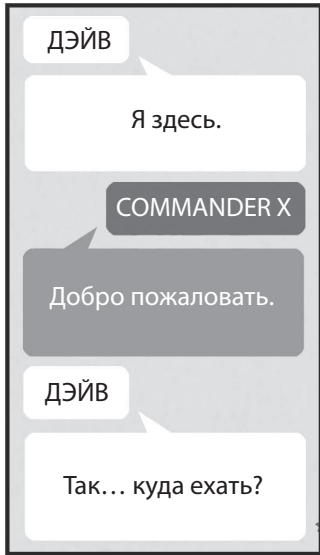 ДЭЙВ
Я здесь.
COMMANDER X
Добро пожаловать.
ДЭЙВ
Так… куда ехать?